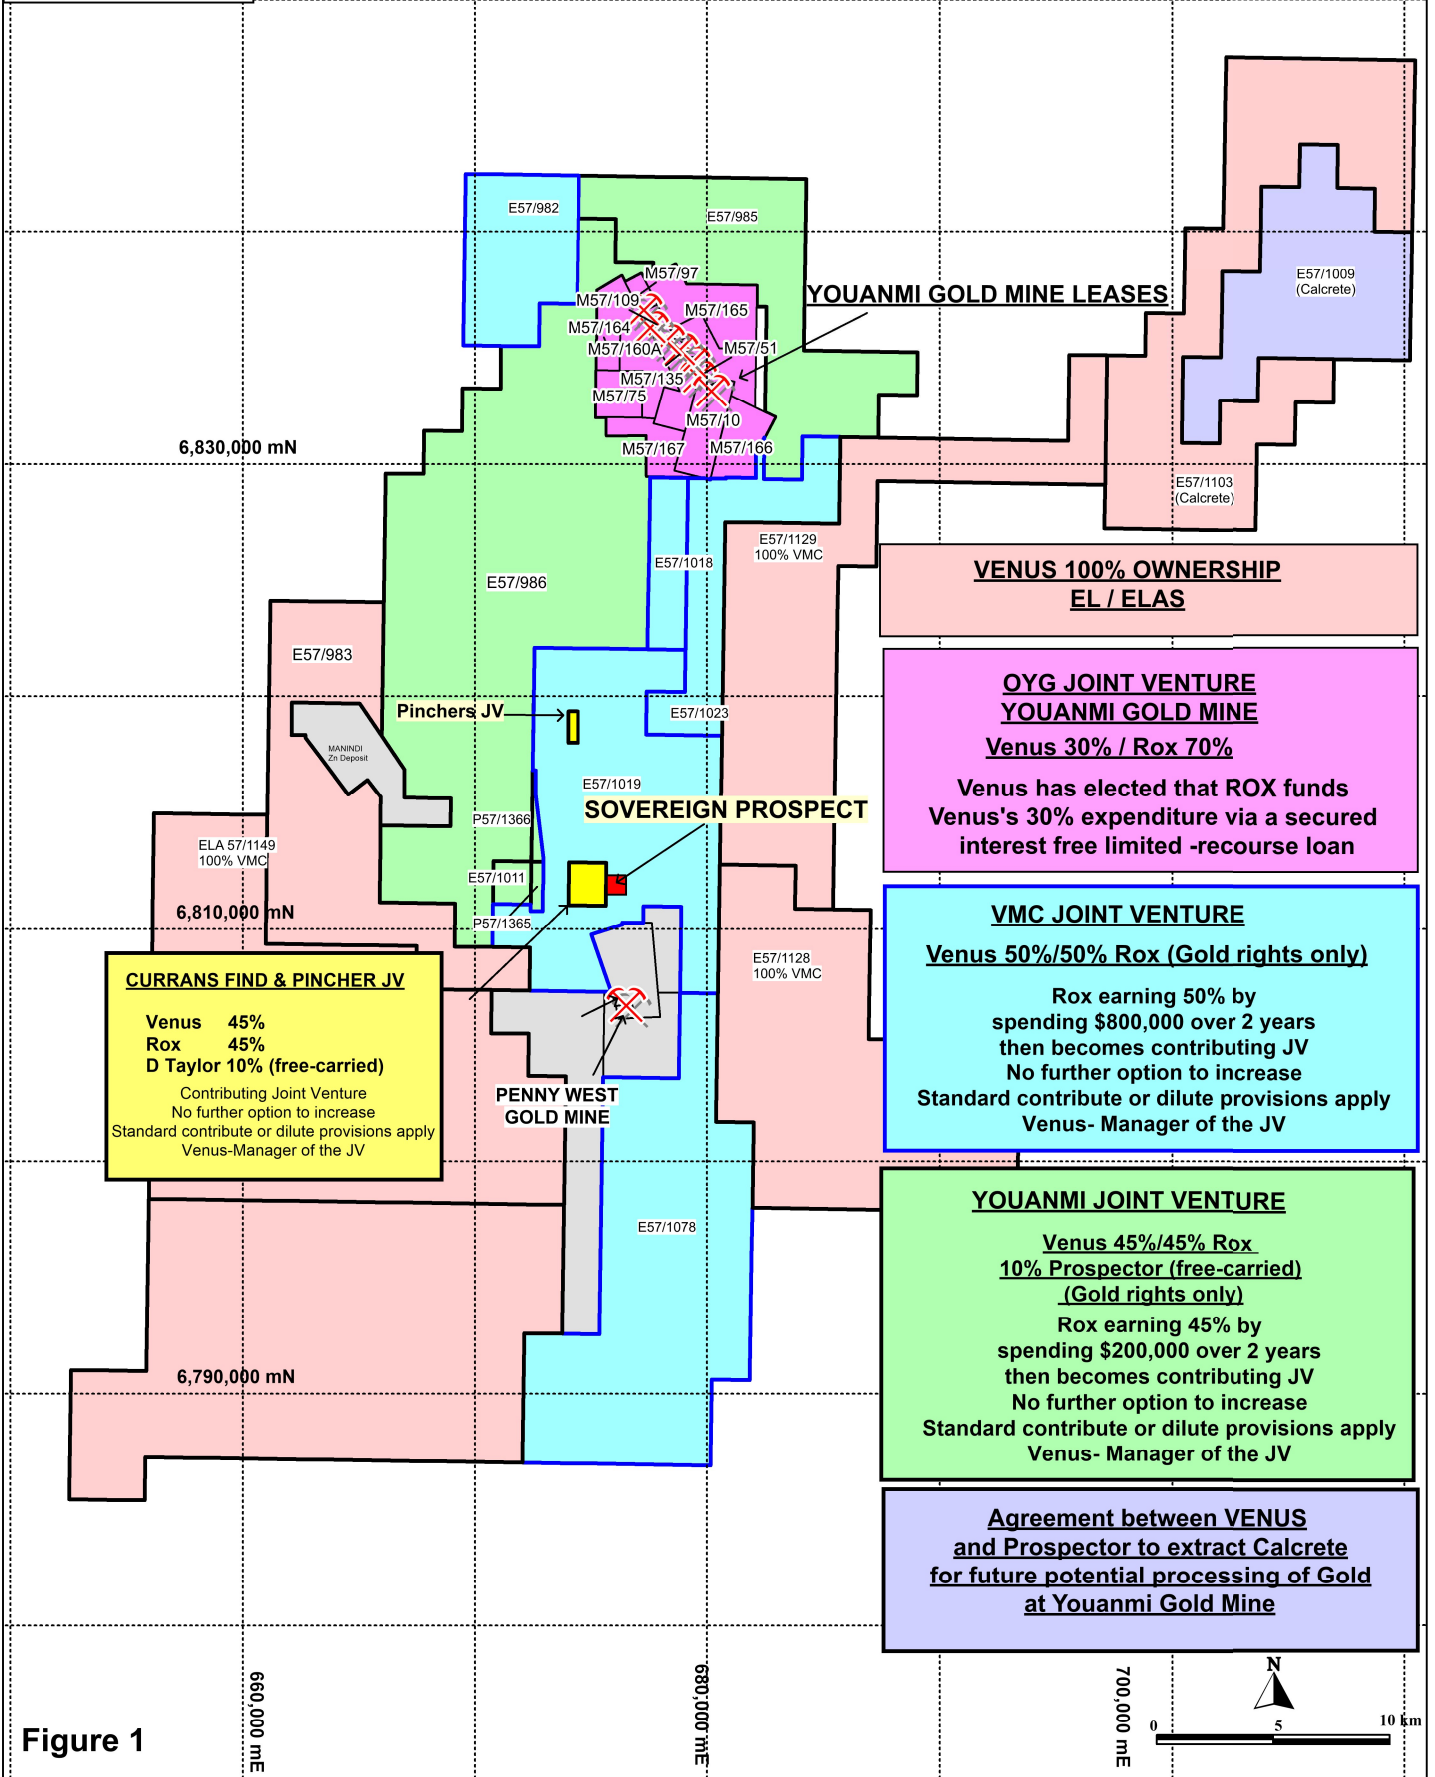 E57/982
E57/985
M57/97
M57/109
M57/165
M57/164
M57/160A
M57/51
M57/135
M57/75
M57/10
M57/167
M57/166
YOUANMI GOLD MINE LEASES
E57/1009
(Calcrete)
6,830,000 mN
E57/1103
(Calcrete)
E57/1129
100% VMC
E57/1018
E57/986
E57/983
Pinchers JV
E57/1023
MANINDI
Zn Deposit
E57/1019
SOVEREIGN PROSPECT
P57/1366
ELA 57/1149
100% VMC
E57/1011
6,810,000 mN
P57/1365
E57/1128
100% VMC
PENNY WEST
GOLD MINE
E57/1078
6,790,000 mN
CURRANS FIND & PINCHER JV
Venus 45%
Rox 45%
D Taylor 10% (free-carried)
Contributing Joint Venture
No further option to increase
Standard contribute or dilute provisions apply
Venus-Manager of the JV
VENUS 100% OWNERSHIP
EL / ELAS
OYG JOINT VENTURE
YOUANMI GOLD MINE
Venus 30% / Rox 70%
Venus has elected that ROX funds
Venus's 30% expenditure via a secured
interest free limited -recourse loan
VMC JOINT VENTURE
Venus 50%/50% Rox (Gold rights only)
Rox earning 50% by
spending $800,000 over 2 years
then becomes contributing JV
No further option to increase
Standard contribute or dilute provisions apply
Venus- Manager of the JV
YOUANMI JOINT VENTURE
Venus 45%/45% Rox
10% Prospector (free-carried)
(Gold rights only)
Rox earning 45% by
spending $200,000 over 2 years
then becomes contributing JV
No further option to increase
Standard contribute or dilute provisions apply
Venus- Manager of the JV
Agreement between VENUS
and Prospector to extract Calcrete
for future potential processing of Gold
at Youanmi Gold Mine
660,000 mE
680,000 mE
700,000 mE
N
0 5 10 km
Figure 1